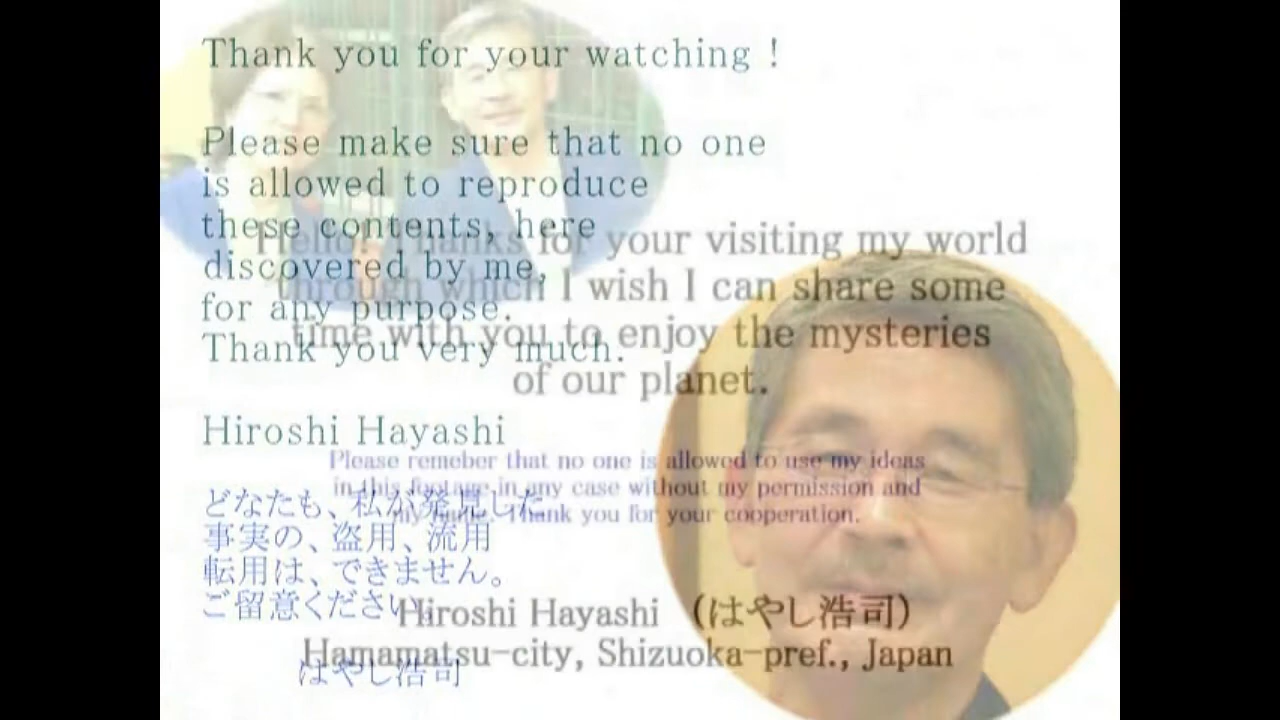 Thank you for your watching !
Please make sure that no one
is allowed to reproduce
these contents, here
discovered by me,
for any purpose.
Thank you very much.
Hiroshi Hayashi
どなたも、私が発見した
事実の、盗用、流用
転用は、できません。
ご留意ください。
はやし浩司
Hello! Thanks for your visiting my world
through which I wish I can share some
time with you to enjoy the mysteries
of our planet.
Please remeber that no one is allowed to use my ideas
in this footage in any case without my permission and
my name. Thank you for your cooperation.
Hiroshi Hayashi （はやし浩司）
Hamamatsu-city, Shizuoka-pref., Japan